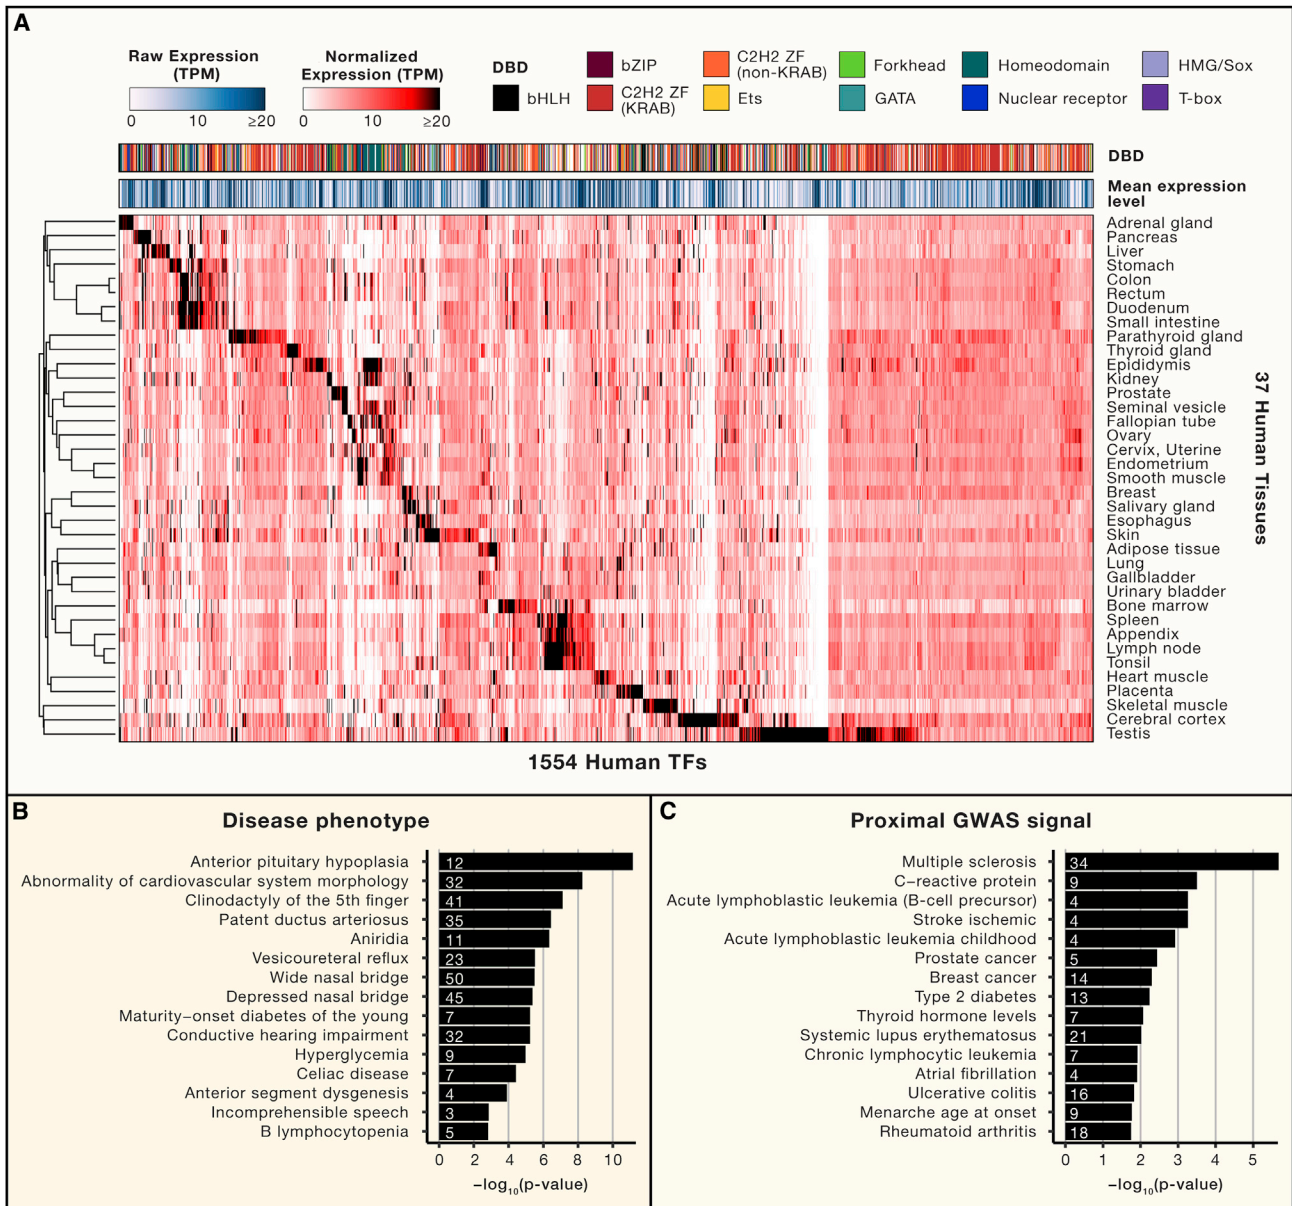 A
Raw Expression
(TPM)
0 10 ≥20
Normalized
Expression (TPM)
0 10 ≥20
DBD
bHLH
bZIP
C2H2 ZF
(KRAB)
C2H2 ZF
(non-KRAB)
Ets
Forkhead
GATA
Homeodomain
Nuclear receptor
HMG/Sox
T-box
DBD
Mean expression
level
Adrenal gland
Pancreas
Liver
Stomach
Colon
Rectum
Duodenum
Small intestine
Parathyroid gland
Thyroid gland
Epididymis
Kidney
Prostate
Seminal vesicle
Fallopian tube
Ovary
Cervix, Uterine
Endometrium
Smooth muscle
Breast
Salivary gland
Esophagus
Skin
Adipose tissue
Lung
Gallbladder
Urinary bladder
Bone marrow
Spleen
Appendix
Lymph node
Tonsil
Heart muscle
Placenta
Skeletal muscle
Cerebral cortex
Testis
37 Human Tissues
1554 Human TFs
B
Disease phenotype
Anterior pituitary hypoplasia 12
Abnormality of cardiovascular system morphology 32
Clinodactyly of the 5th finger 41
Patent ductus arteriosus 35
Aniridia 11
Vesicoureteral reflux 23
Wide nasal bridge 50
Depressed nasal bridge 45
Maturity−onset diabetes of the young 7
Conductive hearing impairment 32
Hyperglycemia 9
Celiac disease 7
Anterior segment dysgenesis 4
Incomprehensible speech 3
B lymphocytopenia 5
0 2 4 6 8 10
−log10(p-value)
C
Proximal GWAS signal
Multiple sclerosis 34
C−reactive protein 9
Acute lymphoblastic leukemia (B-cell precursor) 4
Stroke ischemic 4
Acute lymphoblastic leukemia childhood 4
Prostate cancer 5
Breast cancer 14
Type 2 diabetes 13
Thyroid hormone levels 7
Systemic lupus erythematosus 21
Chronic lymphocytic leukemia 7
Atrial fibrillation 4
Ulcerative colitis 16
Menarche age at onset 9
Rheumatoid arthritis 18
0 1 2 3 4 5
−log10(p-value)